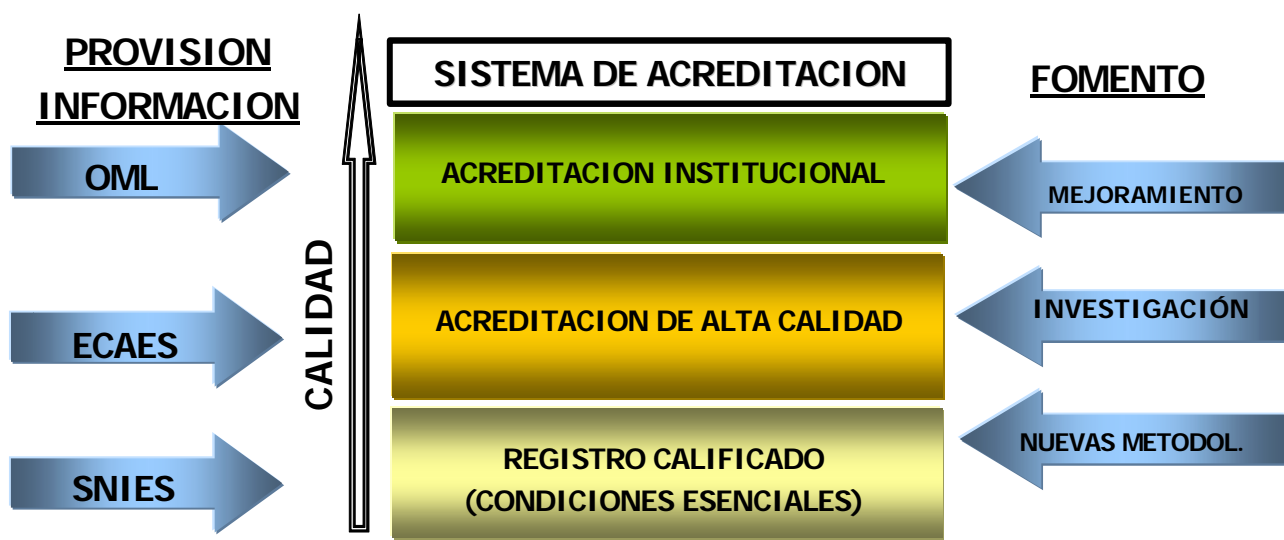 PROVISION
INFORMACION
OML
ECAES
SNIES
CALIDAD
SISTEMA DE ACREDITACION
ACREDITACION INSTITUCIONAL
ACREDITACION DE ALTA CALIDAD
REGISTRO CALIFICADO
(CONDICIONES ESENCIALES)
FOMENTO
MEJORAMIENTO
INVESTIGACIÓN
NUEVAS METODOL.